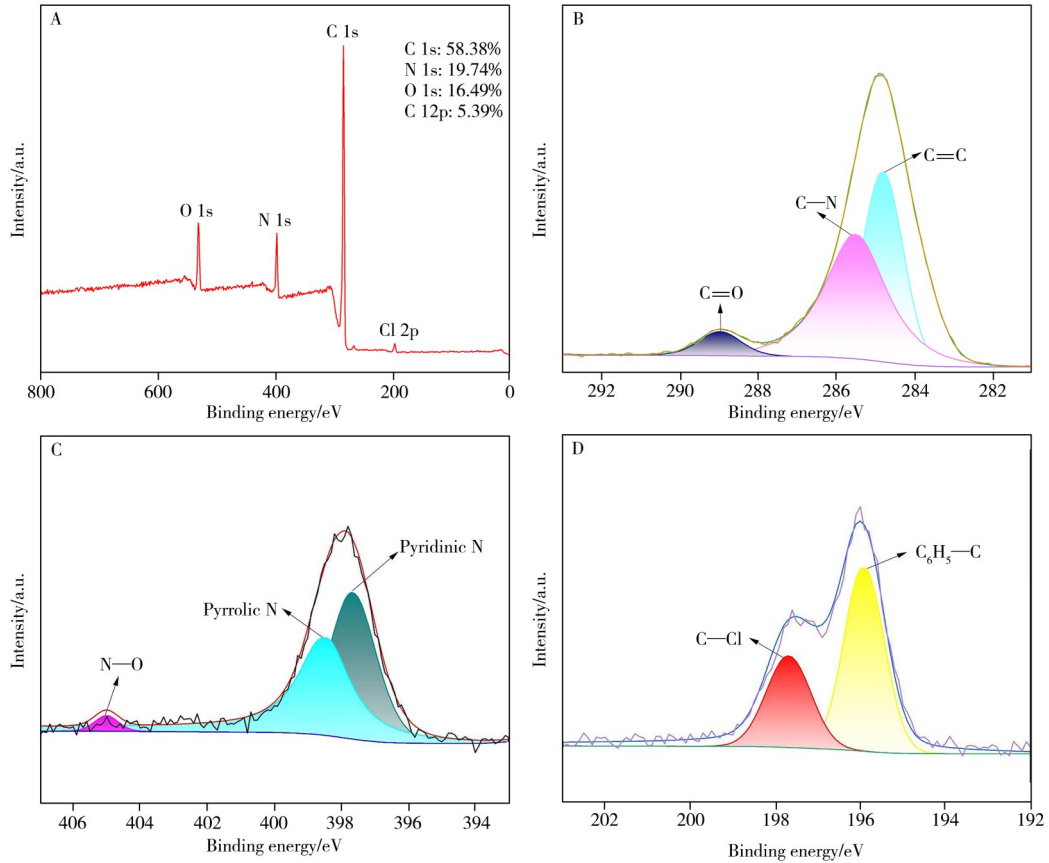 A
C 1s
C 1s: 58.38%
N 1s: 19.74%
O 1s: 16.49%
C 12p: 5.39%
O 1s
N 1s
Cl 2p
Intensity/a.u.
800 600 400 200 0
Binding energy/eV
B
C=C
C—N
C=O
Intensity/a.u.
292 290 288 286 284 282
Binding energy/eV
C
Pyridinic N
Pyrrolic N
N—O
Intensity/a.u.
406 404 402 400 398 396 394
Binding energy/eV
D
C₆H₅—C
C—Cl
Intensity/a.u.
202 200 198 196 194 192
Binding energy/eV